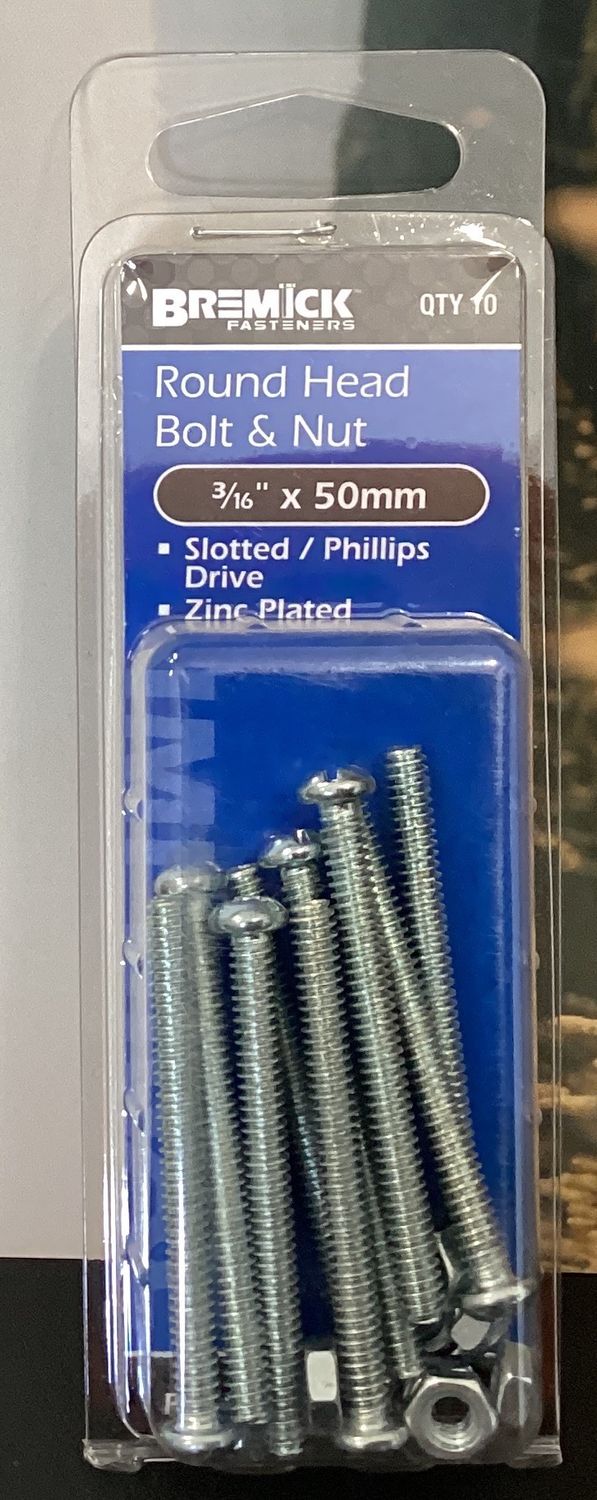 BREMICK
FASTENERS
QTY 10
Round Head
Bolt & Nut
3/16" x 50mm
▪ Slotted / Phillips
Drive
▪ Zinc Plated